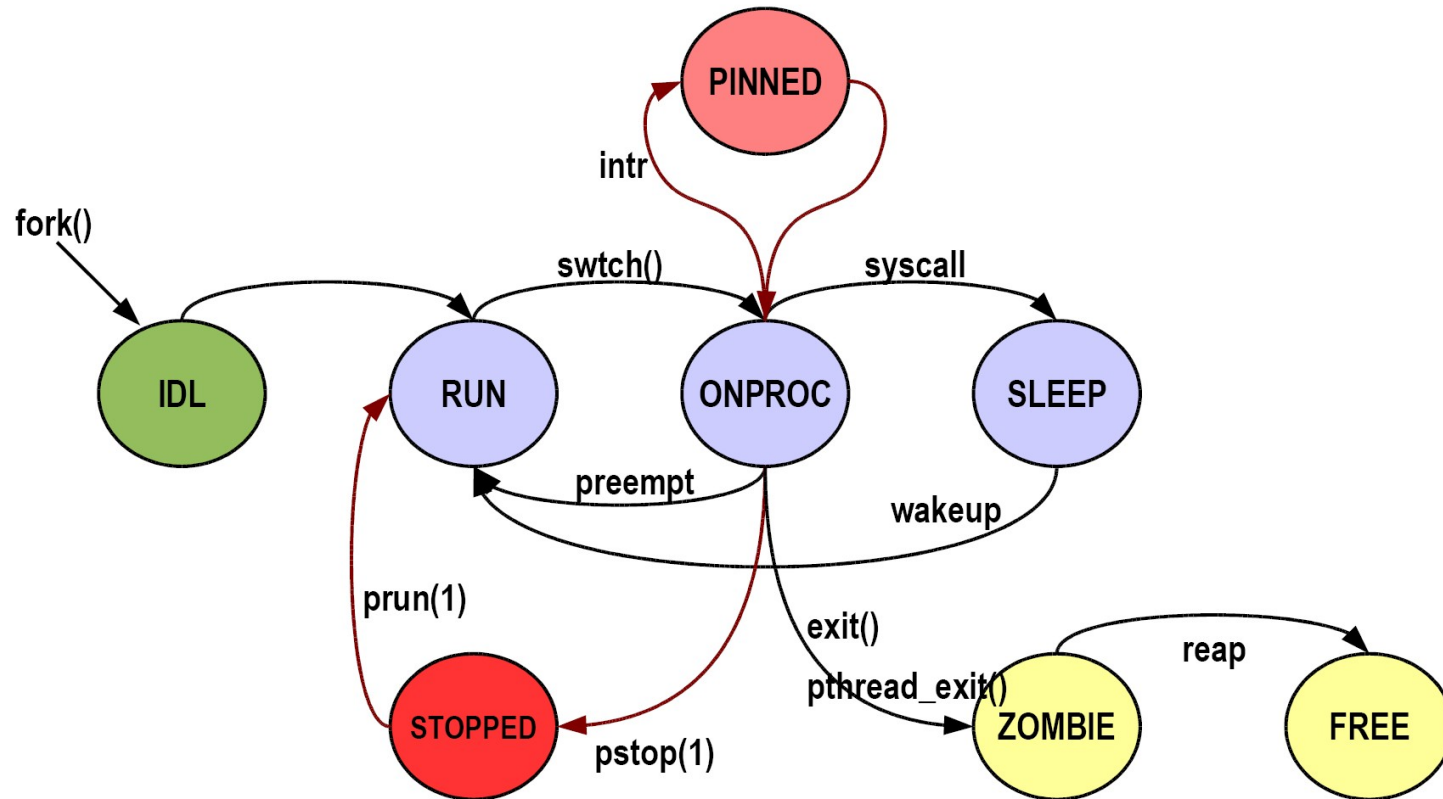 PINNED
intr
fork()
swtch()
syscall
IDL
RUN
ONPROC
SLEEP
preempt
wakeup
prun(1)
exit()
reap
pthread_exit()
STOPPED
pstop(1)
ZOMBIE
FREE